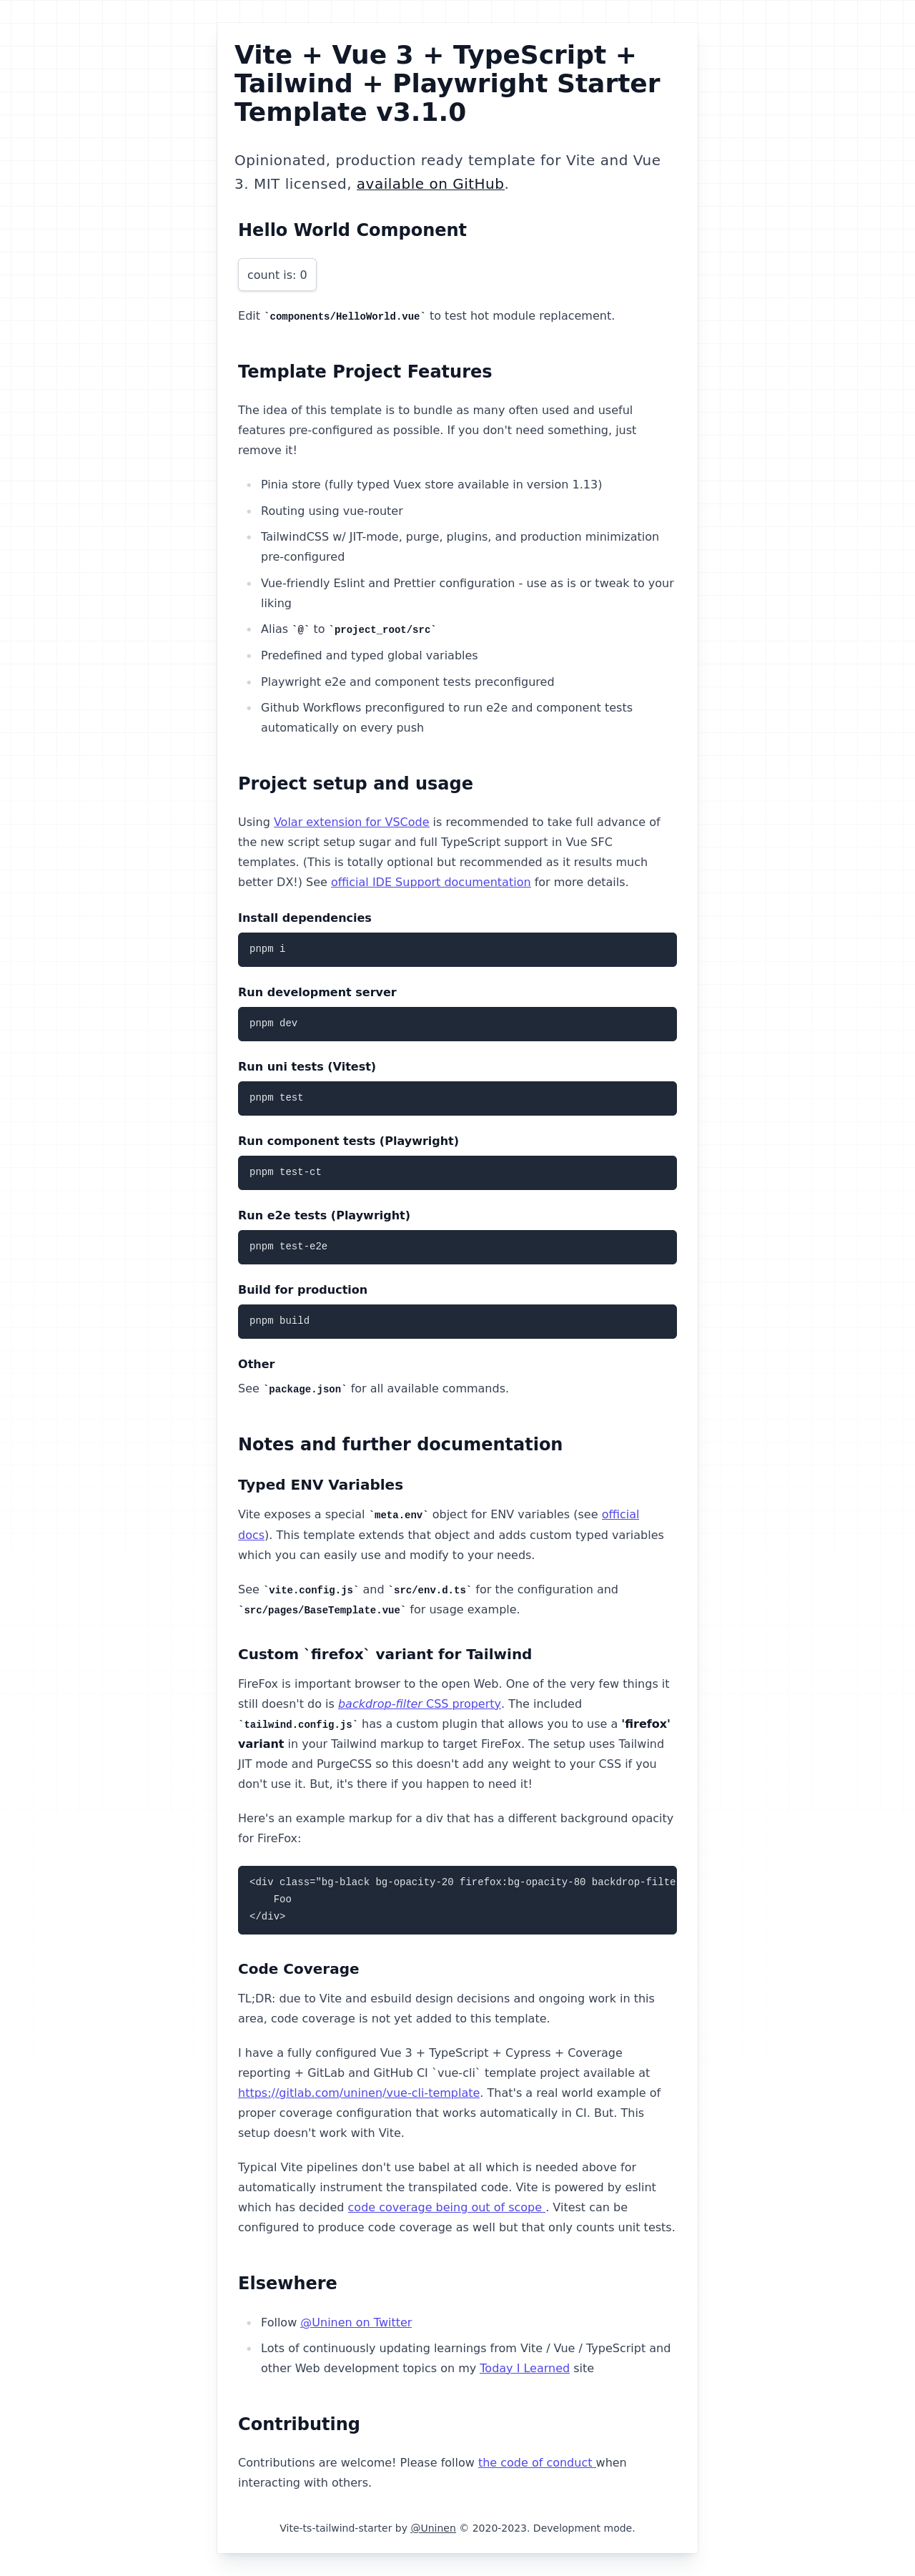 Vite + Vue 3 + TypeScript +
Tailwind + Playwright Starter
Template v3.1.0
Opinionated, production ready template for Vite and Vue
3. MIT licensed, available on GitHub.
Hello World Component
count is: 0
Edit `components/HelloWorld.vue` to test hot module replacement.
Template Project Features
The idea of this template is to bundle as many often used and useful
features pre-configured as possible. If you don't need something, just
remove it!
Pinia store (fully typed Vuex store available in version 1.13)
Routing using vue-router
TailwindCSS w/ JIT-mode, purge, plugins, and production minimization
pre-configured
Vue-friendly Eslint and Prettier configuration - use as is or tweak to your
liking
Alias `@` to `project_root/src`
Predefined and typed global variables
Playwright e2e and component tests preconfigured
Github Workflows preconfigured to run e2e and component tests
automatically on every push
Project setup and usage
Using Volar extension for VSCode is recommended to take full advance of
the new script setup sugar and full TypeScript support in Vue SFC
templates. (This is totally optional but recommended as it results much
better DX!) See official IDE Support documentation for more details.
Install dependencies
pnpm i
Run development server
pnpm dev
Run uni tests (Vitest)
pnpm test
Run component tests (Playwright)
pnpm test-ct
Run e2e tests (Playwright)
pnpm test-e2e
Build for production
pnpm build
Other
See `package.json` for all available commands.
Notes and further documentation
Typed ENV Variables
Vite exposes a special `meta.env` object for ENV variables (see official
docs). This template extends that object and adds custom typed variables
which you can easily use and modify to your needs.
See `vite.config.js` and `src/env.d.ts` for the configuration and
`src/pages/BaseTemplate.vue` for usage example.
Custom `firefox` variant for Tailwind
FireFox is important browser to the open Web. One of the very few things it
still doesn't do is backdrop-filter CSS property. The included
`tailwind.config.js` has a custom plugin that allows you to use a 'firefox'
variant in your Tailwind markup to target FireFox. The setup uses Tailwind
JIT mode and PurgeCSS so this doesn't add any weight to your CSS if you
don't use it. But, it's there if you happen to need it!
Here's an example markup for a div that has a different background opacity
for FireFox:
<div class="bg-black bg-opacity-20 firefox:bg-opacity-80 backdrop-filte
Foo
</div>
Code Coverage
TL;DR: due to Vite and esbuild design decisions and ongoing work in this
area, code coverage is not yet added to this template.
I have a fully configured Vue 3 + TypeScript + Cypress + Coverage
reporting + GitLab and GitHub CI `vue-cli` template project available at
https://gitlab.com/uninen/vue-cli-template. That's a real world example of
proper coverage configuration that works automatically in CI. But. This
setup doesn't work with Vite.
Typical Vite pipelines don't use babel at all which is needed above for
automatically instrument the transpilated code. Vite is powered by eslint
which has decided code coverage being out of scope . Vitest can be
configured to produce code coverage as well but that only counts unit tests.
Elsewhere
Follow @Uninen on Twitter
Lots of continuously updating learnings from Vite / Vue / TypeScript and
other Web development topics on my Today I Learned site
Contributing
Contributions are welcome! Please follow the code of conduct when
interacting with others.
Vite-ts-tailwind-starter by @Uninen © 2020-2023. Development mode.